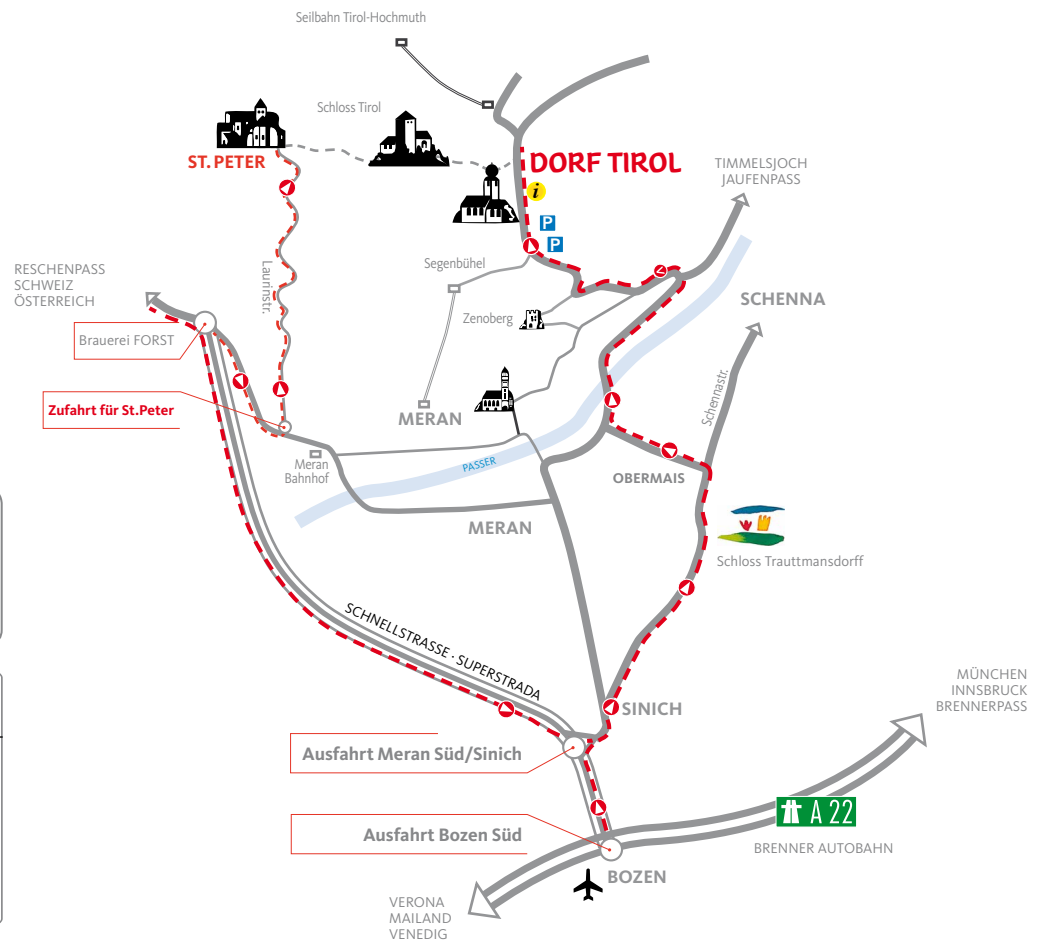 Seilbahn Tirol-Hochmuth
Schloss Tirol
ST. PETER
DORF TIROL
i
P
P
TIMMELSJOCH
JAUFENPASS
Segenbühel
Laurinstr.
RESCHENPASS
SCHWEIZ
ÖSTERREICH
SCHENNA
Zenoberg
Brauerei FORST
Schennastr.
Zufahrt für St.Peter
MERAN
Meran
Bahnhof
PASSER
OBERMAIS
MERAN
Schloss Trauttmansdorff
SCHNELLSTRASSE · SUPERSTRADA
SINICH
MÜNCHEN
INNSBRUCK
BRENNERPASS
Ausfahrt Meran Süd/Sinich
A 22
Ausfahrt Bozen Süd
BRENNER AUTOBAHN
BOZEN
VERONA
MAILAND
VENEDIG